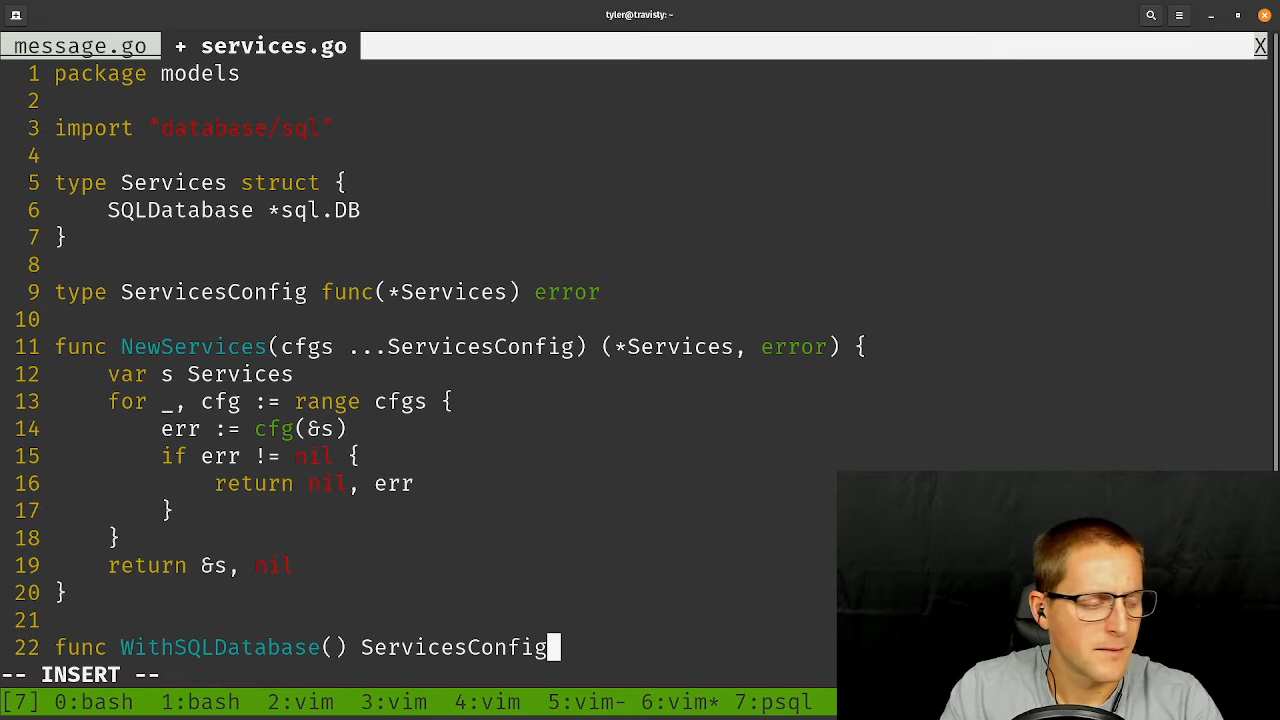 tyler@travisty: ~
message.go + services.go X
1 package models
2
3 import "database/sql"
4
5 type Services struct {
6 SQLDatabase *sql.DB
7 }
8
9 type ServicesConfig func(*Services) error
10
11 func NewServices(cfgs ...ServicesConfig) (*Services, error) {
12 var s Services
13 for _, cfg := range cfgs {
14 err := cfg(&s)
15 if err != nil {
16 return nil, err
17 }
18 }
19 return &s, nil
20 }
21
22 func WithSQLDatabase() ServicesConfig
-- INSERT --
[7] 0:bash 1:bash 2:vim 3:vim 4:vim 5:vim- 6:vim* 7:psql